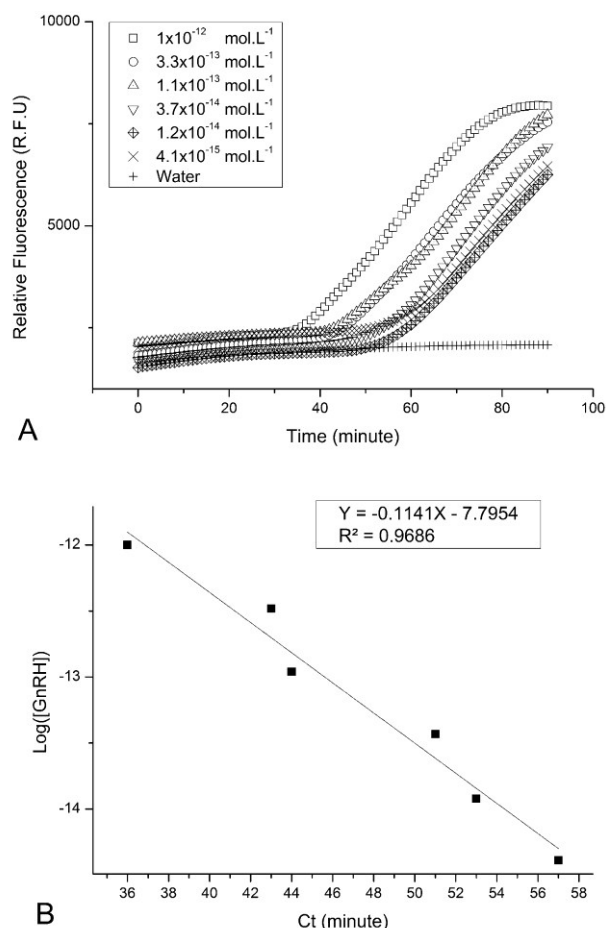 10000
1x10⁻¹² mol.L⁻¹
3.3x10⁻¹³ mol.L⁻¹
1.1x10⁻¹³ mol.L⁻¹
3.7x10⁻¹⁴ mol.L⁻¹
1.2x10⁻¹⁴ mol.L⁻¹
4.1x10⁻¹⁵ mol.L⁻¹
Water
5000
Relative Fluorescence (R.F.U)
0 20 40 60 80 100
Time (minute)
A
Y = -0.1141X - 7.7954
R² = 0.9686
-12
-13
-14
Log([GnRH])
36 38 40 42 44 46 48 50 52 54 56 58
Ct (minute)
B